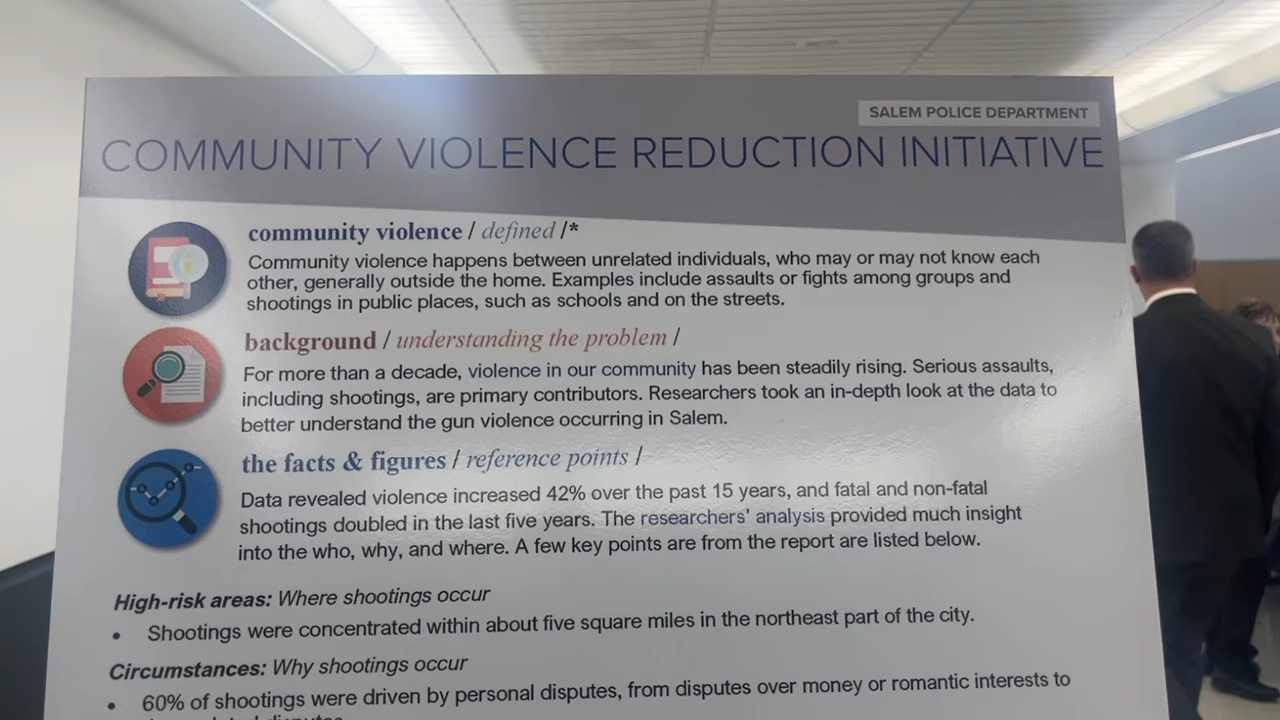 SALEM POLICE DEPARTMENT
COMMUNITY VIOLENCE REDUCTION INITIATIVE
community violence / defined /*
Community violence happens between unrelated individuals, who may or may not know each
other, generally outside the home. Examples include assaults or fights among groups and
shootings in public places, such as schools and on the streets.
background / understanding the problem /
For more than a decade, violence in our community has been steadily rising. Serious assaults,
including shootings, are primary contributors. Researchers took an in-depth look at the data to
better understand the gun violence occurring in Salem.
the facts & figures / reference points /
Data revealed violence increased 42% over the past 15 years, and fatal and non-fatal
shootings doubled in the last five years. The researchers' analysis provided much insight
into the who, why, and where. A few key points are from the report are listed below.
High-risk areas: Where shootings occur
• Shootings were concentrated within about five square miles in the northeast part of the city.
Circumstances: Why shootings occur
• 60% of shootings were driven by personal disputes, from disputes over money or romantic interests to